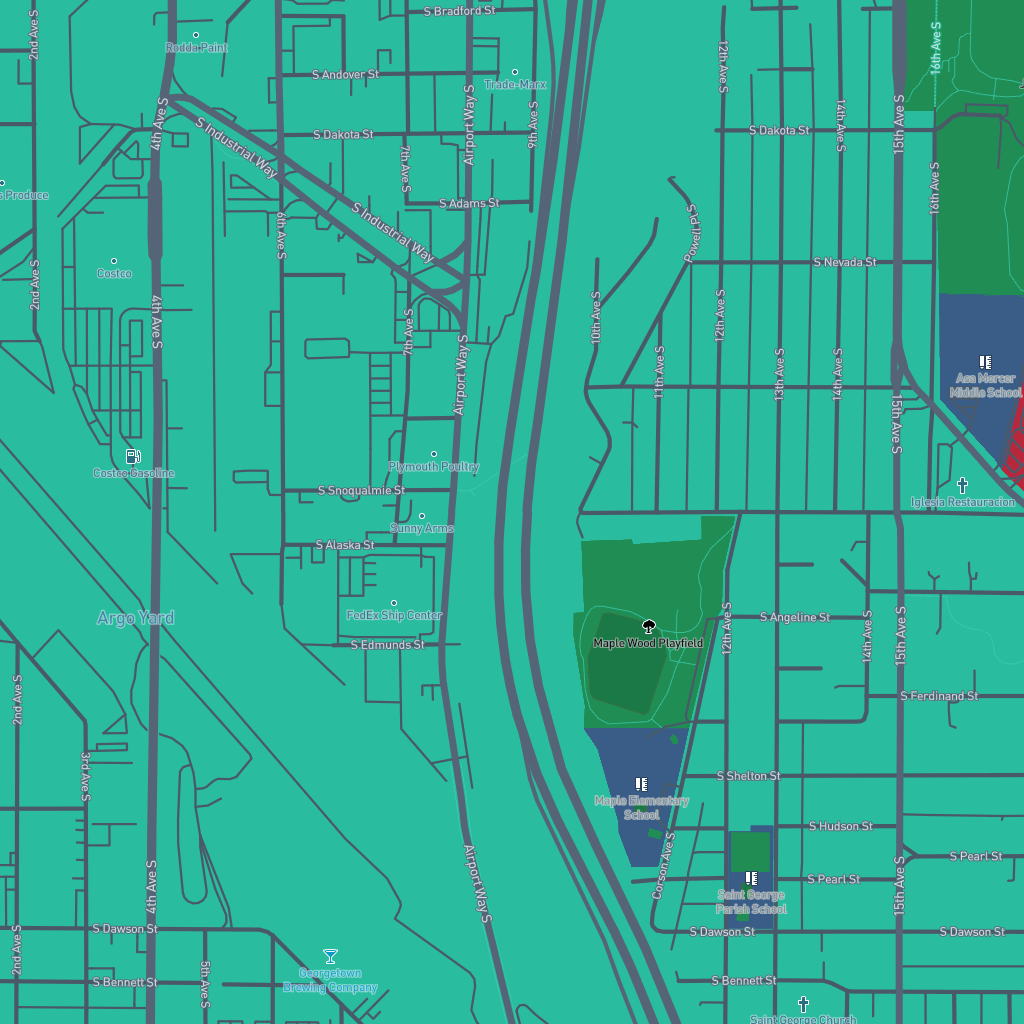 2nd Ave S
Rodda Paint
S Bradford St
12th Ave S
16th Ave S
S Andover St
Trade-Marx
4th Ave S
S Industrial Way
S Dakota St
Airport Way S
9th Ave S
14th Ave S
15th Ave S
S Dakota St
7th Ave S
s Produce
S Adams St
16th Ave S
6th Ave S
S Industrial Way
Powell Pl S
Costco
2nd Ave S
S Nevada St
4th Ave S
7th Ave S
10th Ave S
12th Ave S
Airport Way S
11th Ave S
13th Ave S
14th Ave S
15th Ave S
Asa Mercer
Middle School
Costco Gasoline
Plymouth Poultry
S Snoqualmie St
Iglesia Restauracion
Sunny Arms
S Alaska St
Argo Yard
FedEx Ship Center
S Edmunds St
Maple Wood Playfield
12th Ave S
S Angeline St
14th Ave S
15th Ave S
2nd Ave S
S Ferdinand St
3rd Ave S
S Shelton St
Maple Elementary
School
S Hudson St
4th Ave S
Airport Way S
Corson Ave S
S Pearl St
S Pearl St
15th Ave S
Saint George
Parish School
S Dawson St
S Dawson St
S Dawson St
2nd Ave S
S Bennett St
5th Ave S
Georgetown
Brewing Company
S Bennett St
Saint George Church